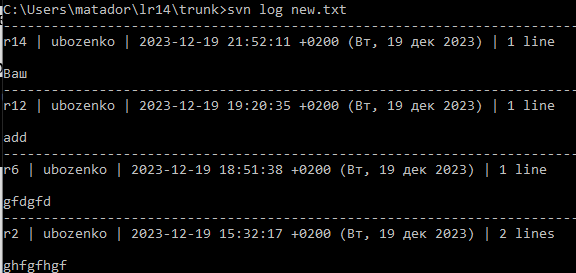 C:\Users\matador\lr14\trunk>svn log new.txt
------------------------------------------------------------------------
r14 | ubozenko | 2023-12-19 21:52:11 +0200 (Вт, 19 дек 2023) | 1 line
Ваш
------------------------------------------------------------------------
r12 | ubozenko | 2023-12-19 19:20:35 +0200 (Вт, 19 дек 2023) | 1 line
add
------------------------------------------------------------------------
r6 | ubozenko | 2023-12-19 18:51:38 +0200 (Вт, 19 дек 2023) | 1 line
gfdgfd
------------------------------------------------------------------------
r2 | ubozenko | 2023-12-19 15:32:17 +0200 (Вт, 19 дек 2023) | 2 lines
ghfgfhgf